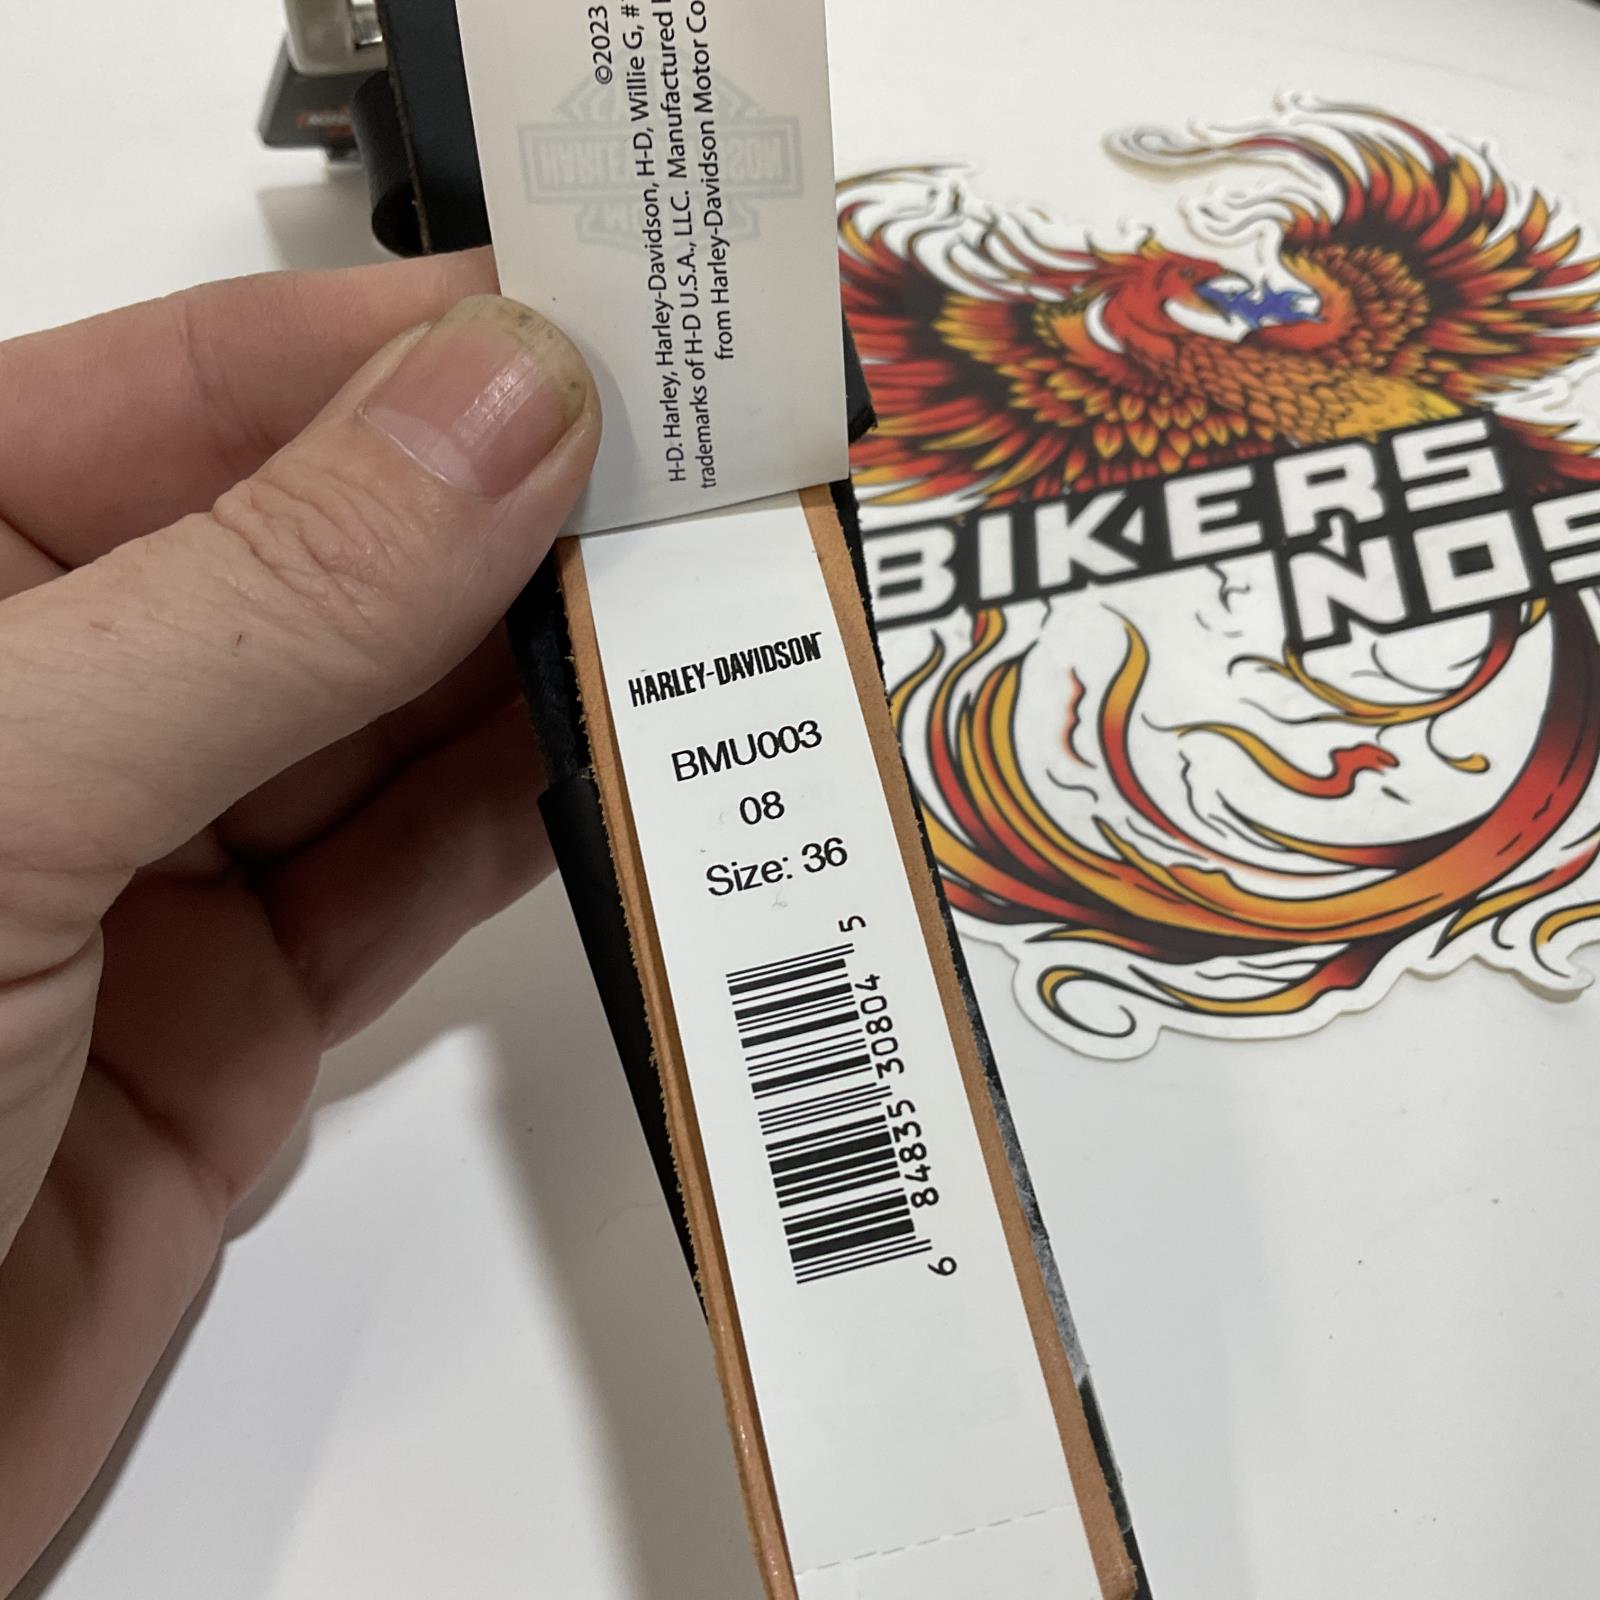 ©2023
H-D. Harley, Harley-Davidson, H-D, Willie G, #
trademarks of H-D U.S.A., LLC. Manufactured
from Harley-Davidson Motor Co
HARLEY-DAVIDSON
BMU003
08
Size: 36
6 84835 30804 5
BIKERS
NDS